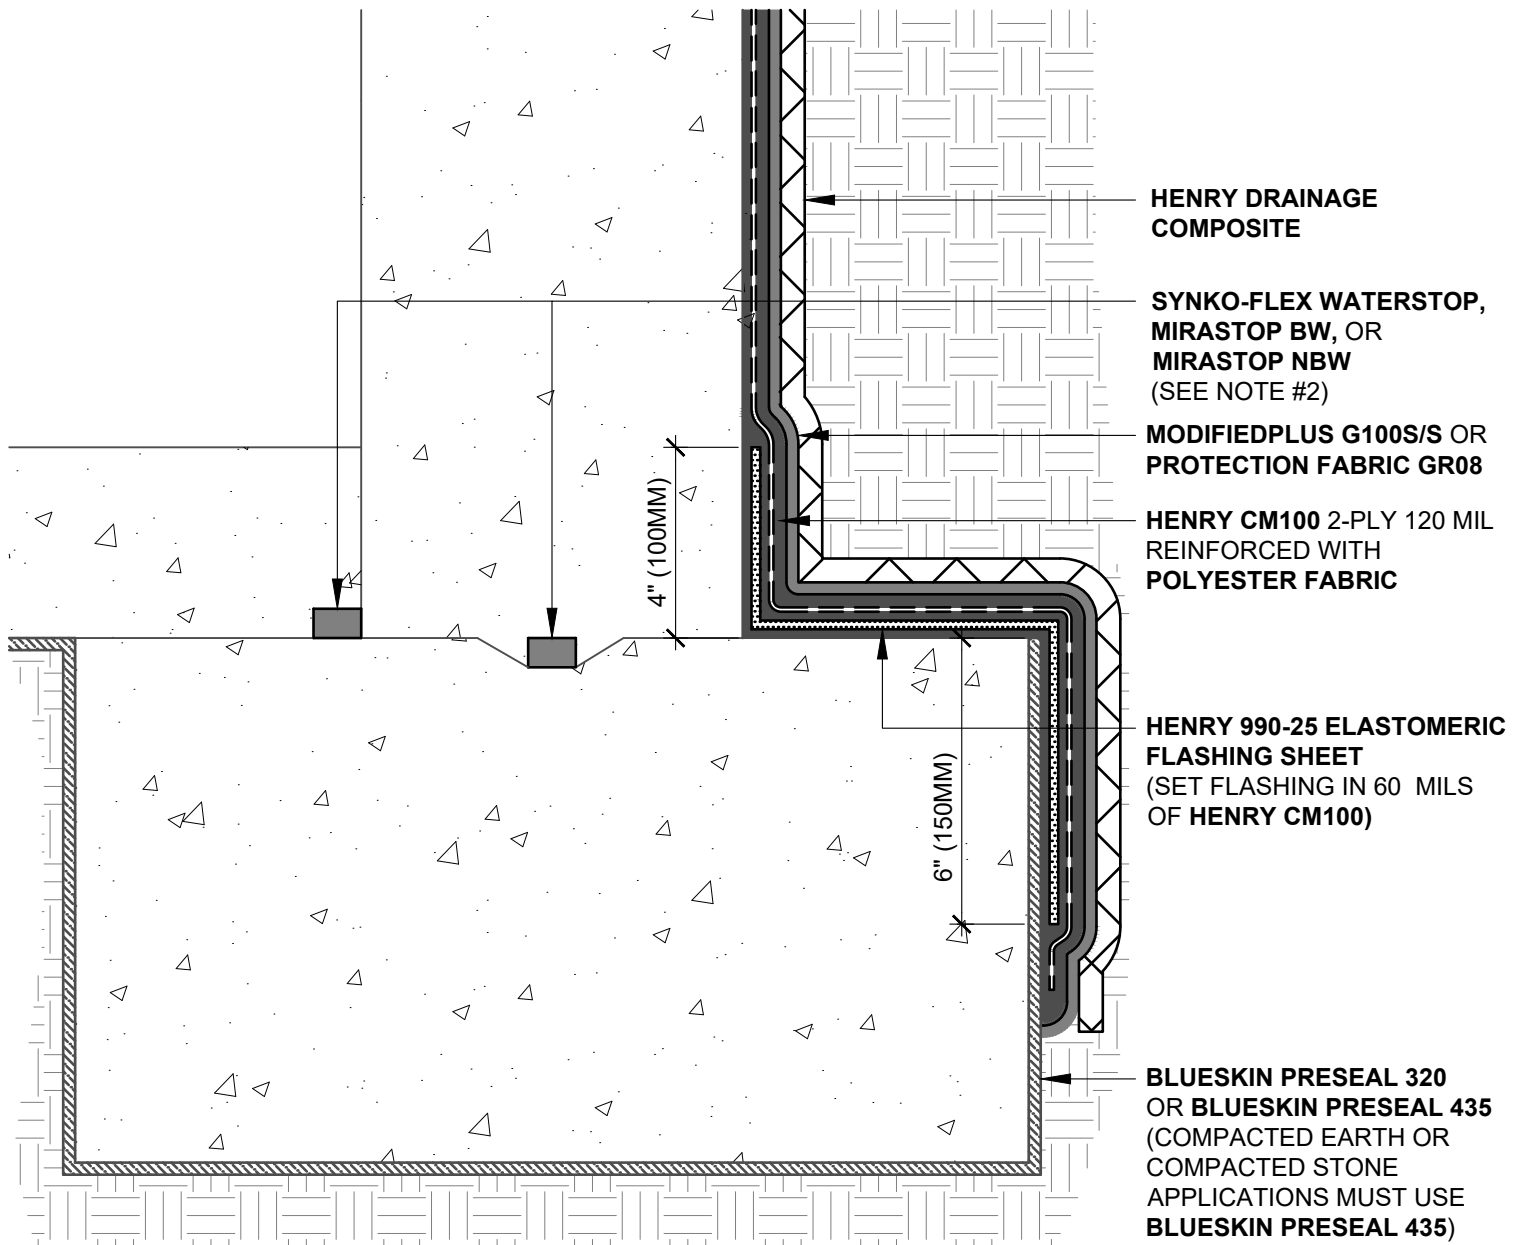 HENRY DRAINAGE
COMPOSITE
SYNKO-FLEX WATERSTOP,
MIRASTOP BW, OR
MIRASTOP NBW
(SEE NOTE #2)
MODIFIEDPLUS G100S/S OR
PROTECTION FABRIC GR08
4" (100MM)
HENRY CM100 2-PLY 120 MIL
REINFORCED WITH
POLYESTER FABRIC
HENRY 990-25 ELASTOMERIC
FLASHING SHEET
(SET FLASHING IN 60 MILS
OF HENRY CM100)
6" (150MM)
BLUESKIN PRESEAL 320
OR BLUESKIN PRESEAL 435
(COMPACTED EARTH OR
COMPACTED STONE
APPLICATIONS MUST USE
BLUESKIN PRESEAL 435)